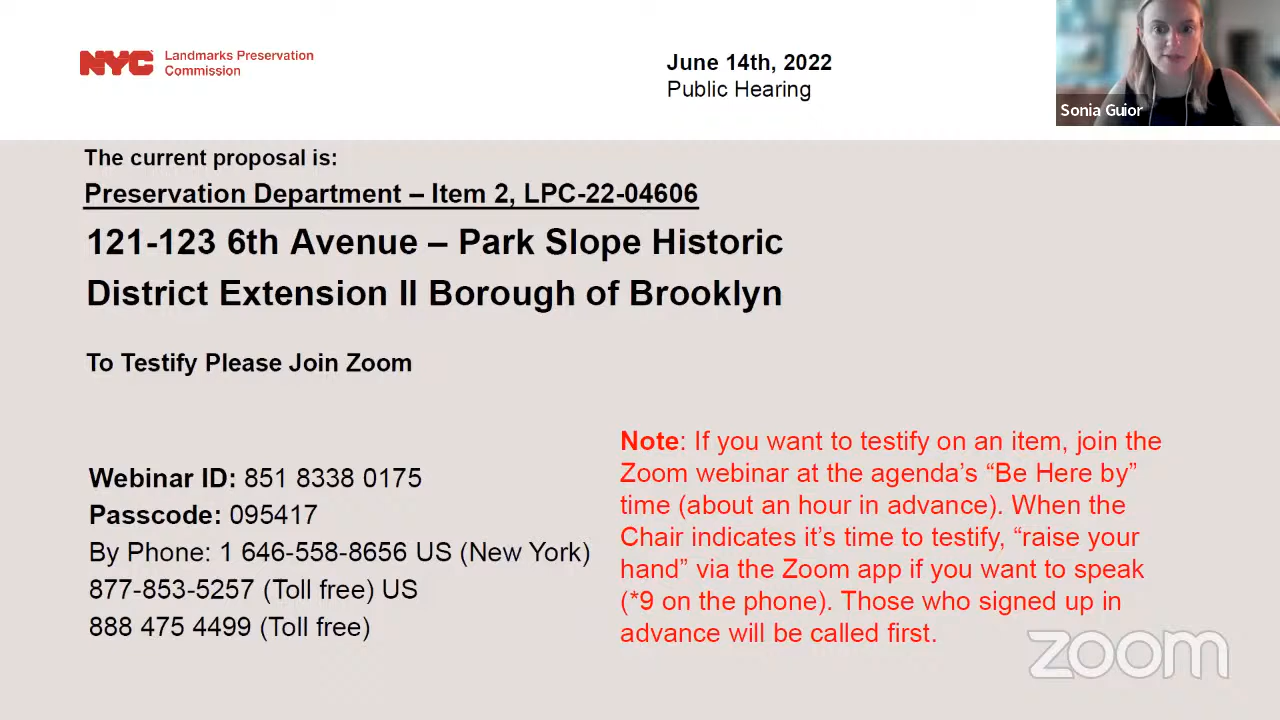 NYC Landmarks Preservation
Commission
June 14th, 2022
Public Hearing
Sonia Guior
The current proposal is:
Preservation Department – Item 2, LPC-22-04606
121-123 6th Avenue – Park Slope Historic
District Extension II Borough of Brooklyn
To Testify Please Join Zoom
Webinar ID: 851 8338 0175
Passcode: 095417
By Phone: 1 646-558-8656 US (New York)
877-853-5257 (Toll free) US
888 475 4499 (Toll free)
Note: If you want to testify on an item, join the
Zoom webinar at the agenda’s “Be Here by”
time (about an hour in advance). When the
Chair indicates it’s time to testify, “raise your
hand” via the Zoom app if you want to speak
(*9 on the phone). Those who signed up in
advance will be called first.
zoom